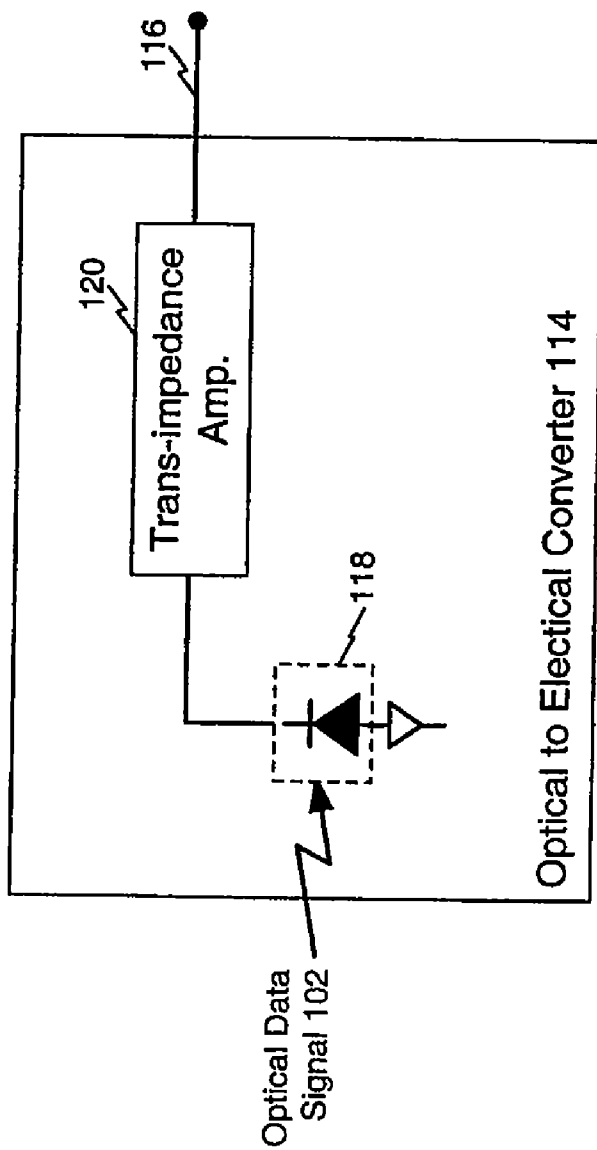 116
120
Trans-impedance
Amp.
118
Optical Data
Signal 102
Optical to Electical Converter 114